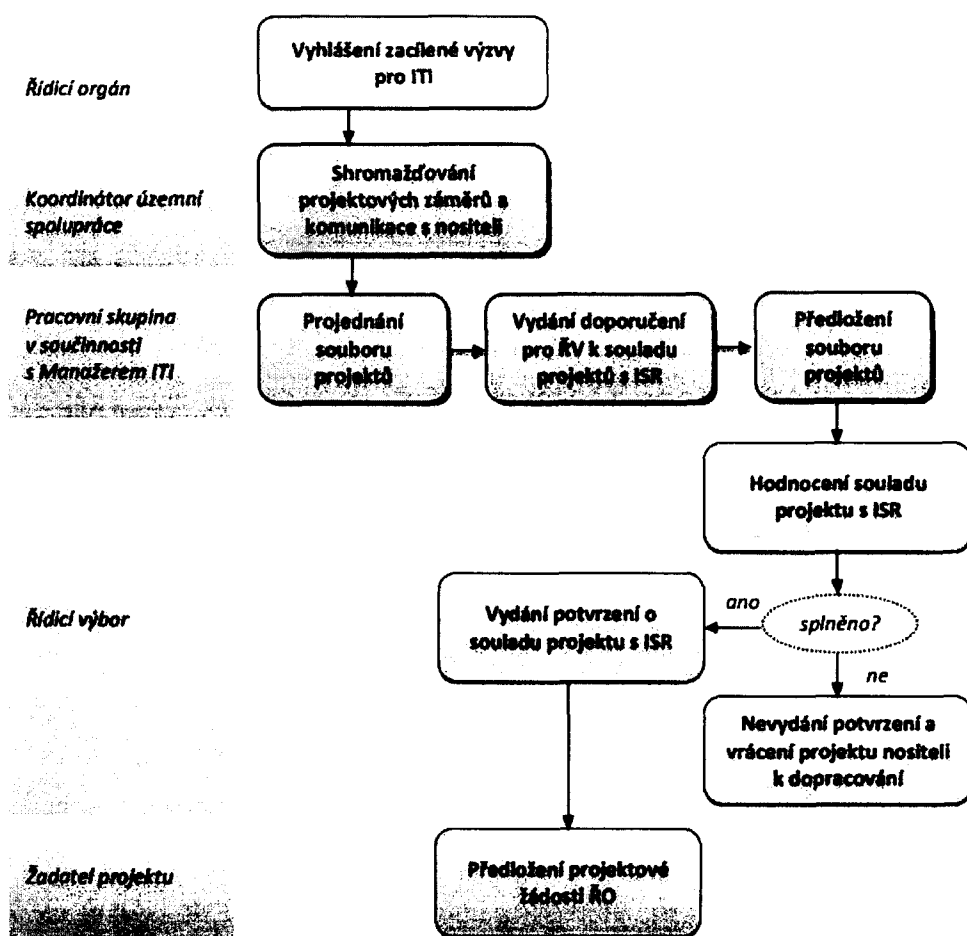 Vyhlášení zacílené výzvy
pro ITI
Řídicí orgán
Shromažďování
projektových záměrů a
komunikace s nositeli
Koordinátor územní
spolupráce
Pracovní skupina
v součinnosti
s Manažerem ITI
Projednání
souboru
projektů
Vydání doporučení
pro ŘV k souladu
projektů s ISR
Předložení
souboru
projektů
Hodnocení souladu
projektu s ISR
Řídicí výbor
Vydání potvrzení o
souladu projektu s ISR
ano
splněno?
ne
Nevydání potvrzení a
vrácení projektu nositeli
k dopracování
Žadatel projektu
Předložení projektové
žádosti ŘO